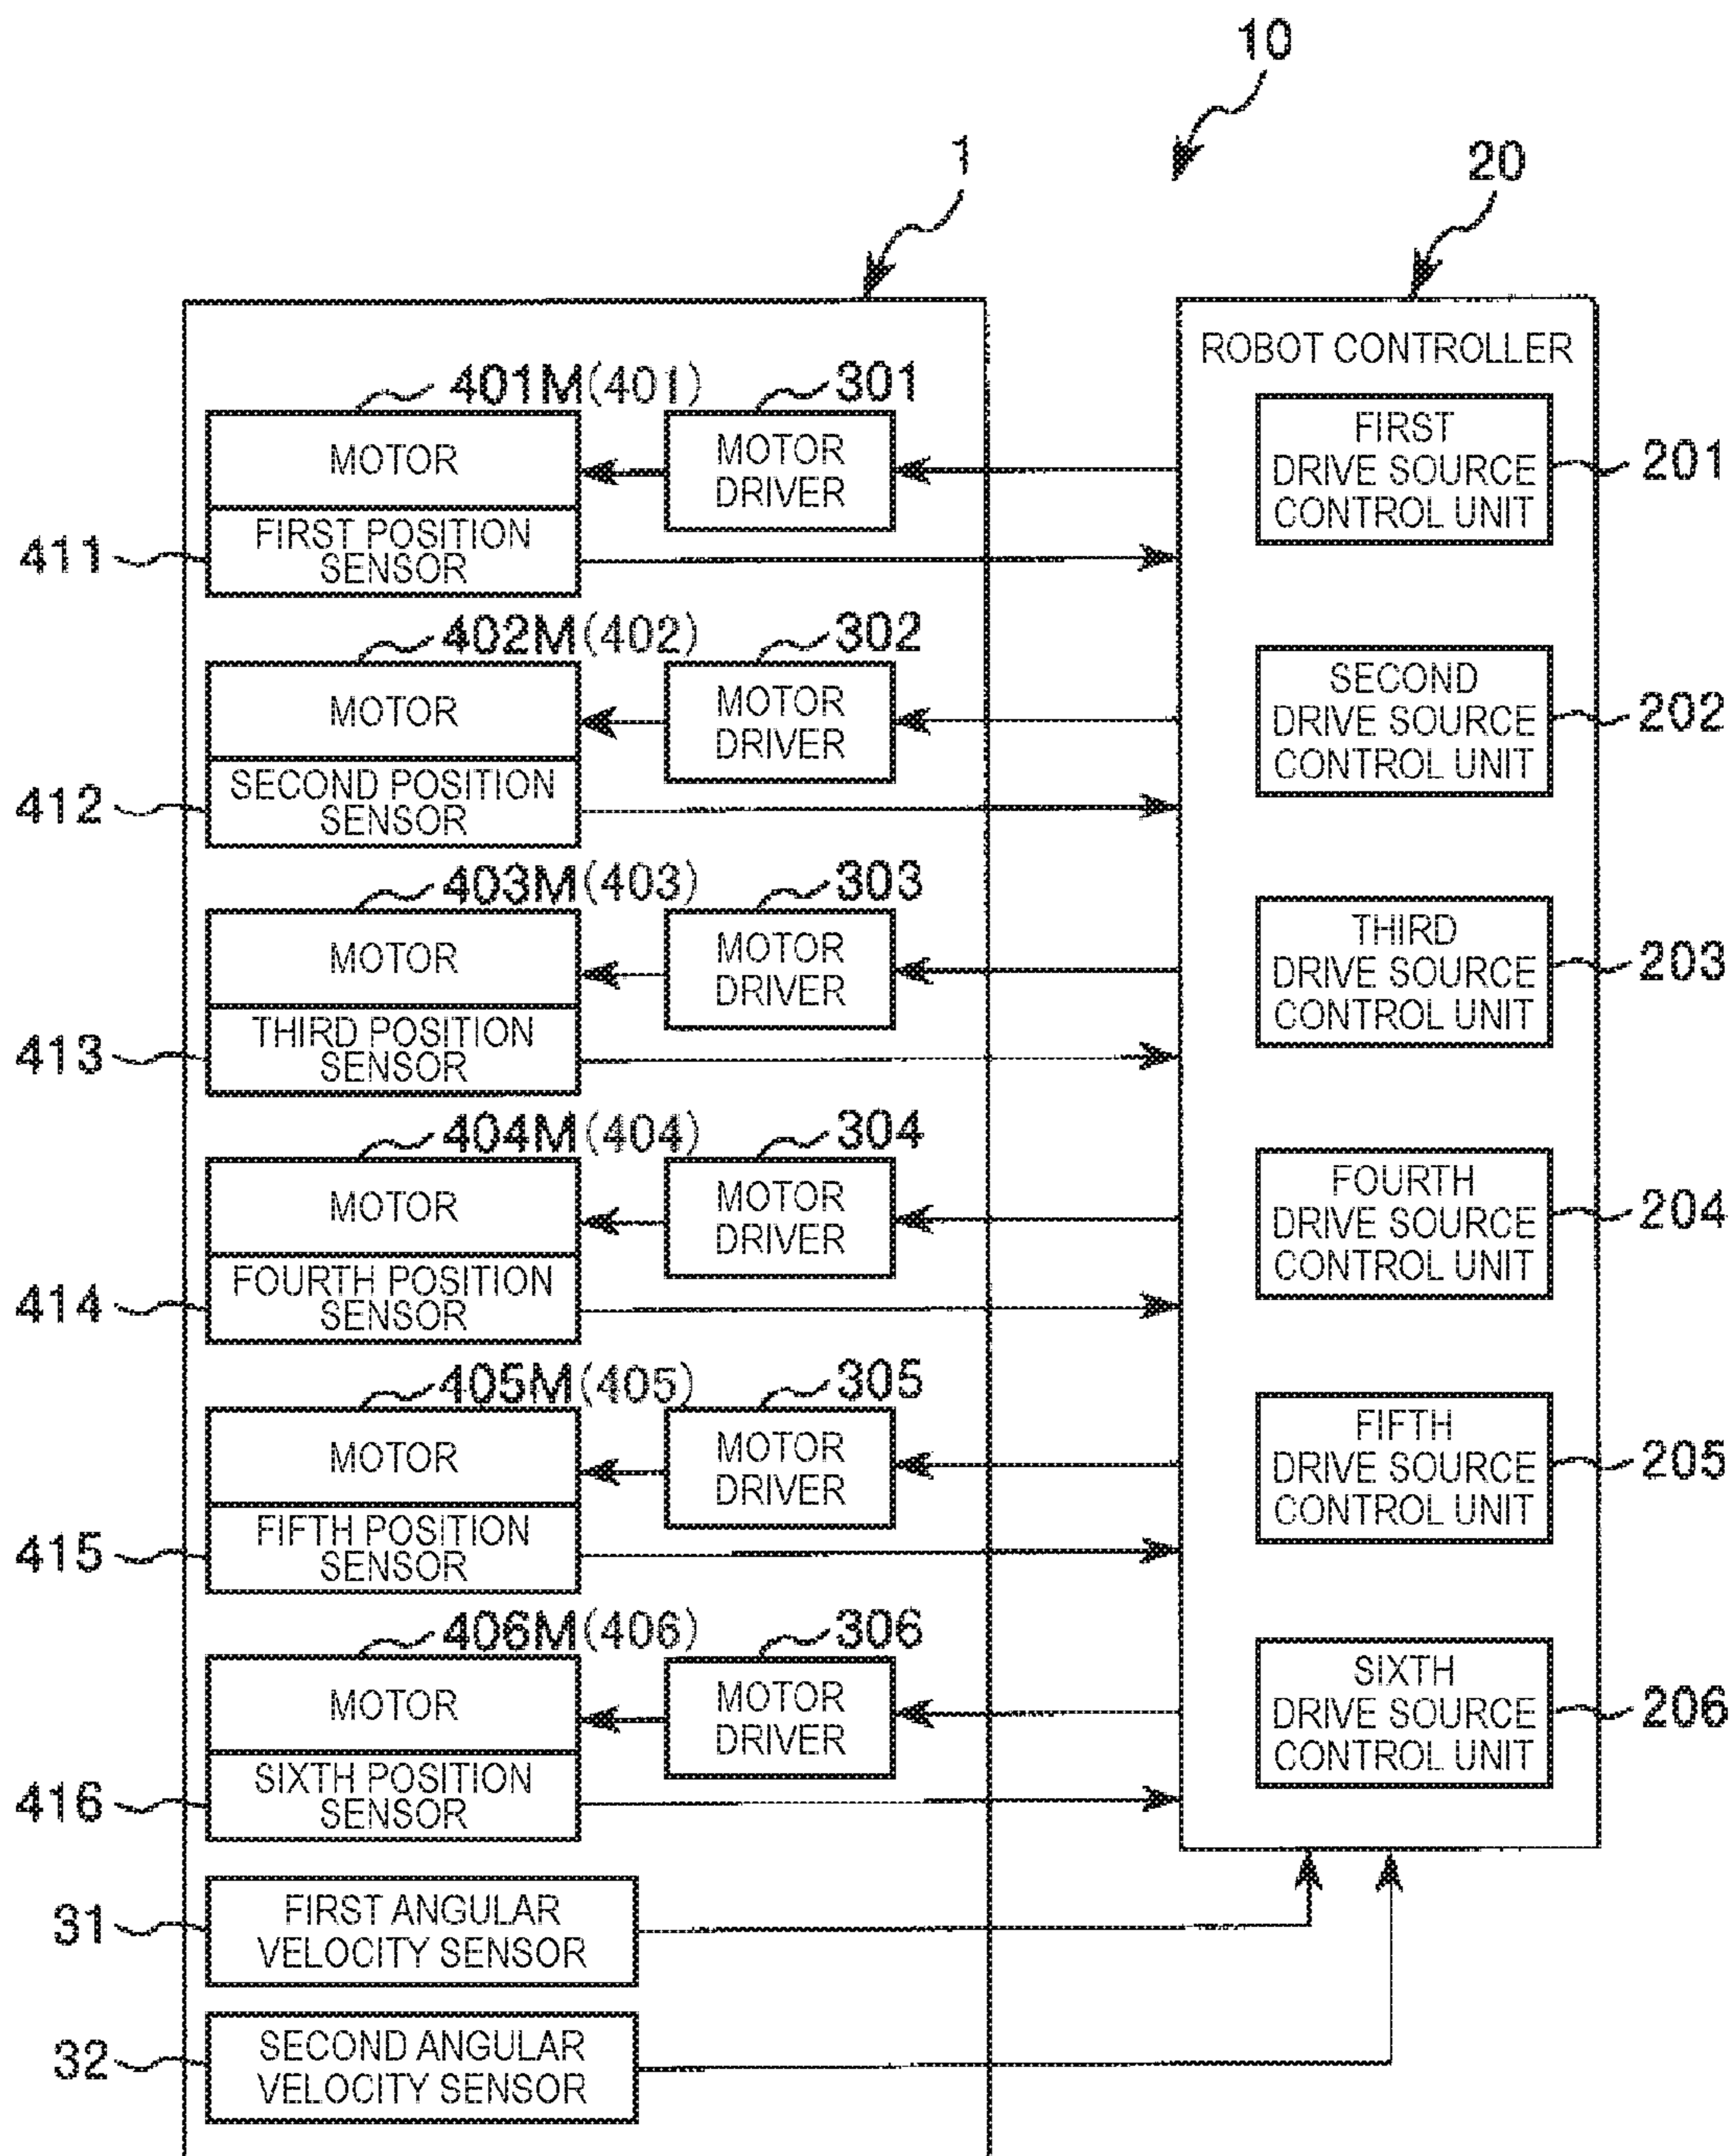 10
1
20
ROBOT CONTROLLER
401M(401)
301
MOTOR
MOTOR
DRIVER
FIRST
DRIVE SOURCE
CONTROL UNIT
201
411
FIRST POSITION
SENSOR
402M(402)
302
MOTOR
MOTOR
DRIVER
SECOND
DRIVE SOURCE
CONTROL UNIT
202
412
SECOND POSITION
SENSOR
403M(403)
303
MOTOR
MOTOR
DRIVER
THIRD
DRIVE SOURCE
CONTROL UNIT
203
413
THIRD POSITION
SENSOR
404M(404)
304
MOTOR
MOTOR
DRIVER
FOURTH
DRIVE SOURCE
CONTROL UNIT
204
414
FOURTH POSITION
SENSOR
405M(405)
305
MOTOR
MOTOR
DRIVER
FIFTH
DRIVE SOURCE
CONTROL UNIT
205
415
FIFTH POSITION
SENSOR
406M(406)
306
MOTOR
MOTOR
DRIVER
SIXTH
DRIVE SOURCE
CONTROL UNIT
206
416
SIXTH POSITION
SENSOR
31
FIRST ANGULAR
VELOCITY SENSOR
32
SECOND ANGULAR
VELOCITY SENSOR